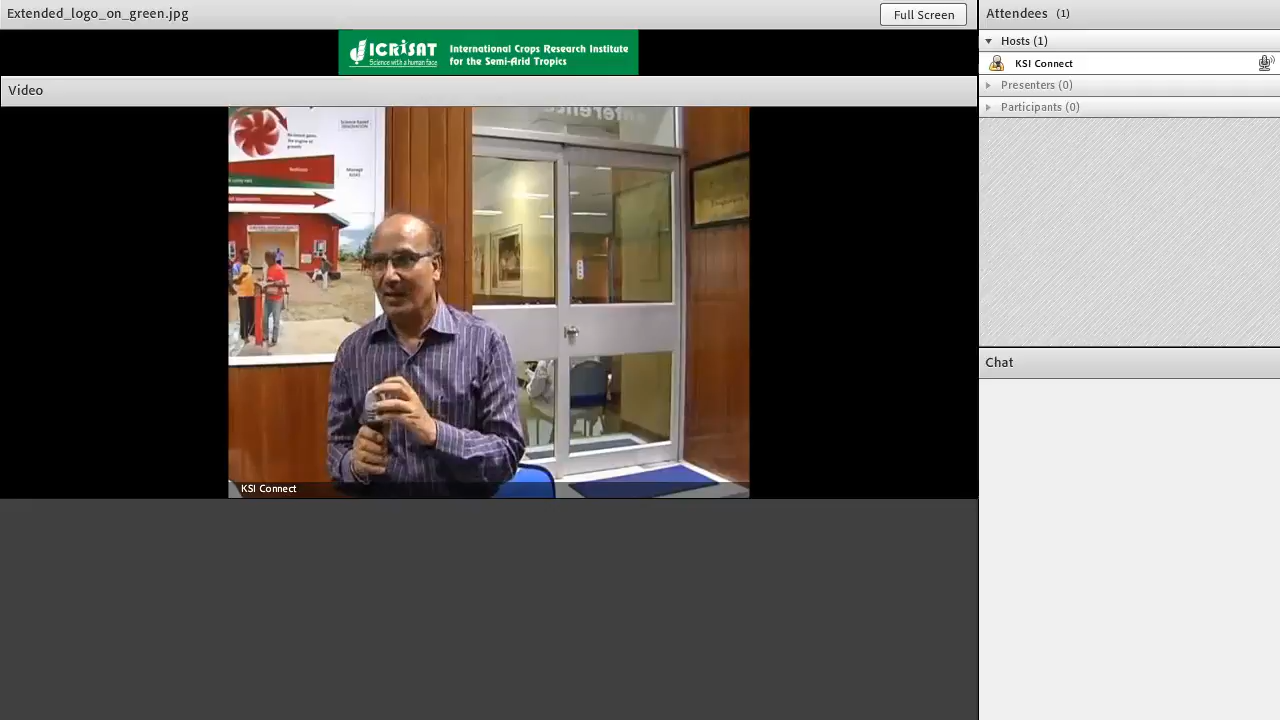 Extended_logo_on_green.jpg
Full Screen
ICRISAT
Science with a human face
International Crops Research Institute
for the Semi-Arid Tropics
Video
KSI Connect
Attendees (1)
Hosts (1)
KSI Connect
Presenters (0)
Participants (0)
Chat